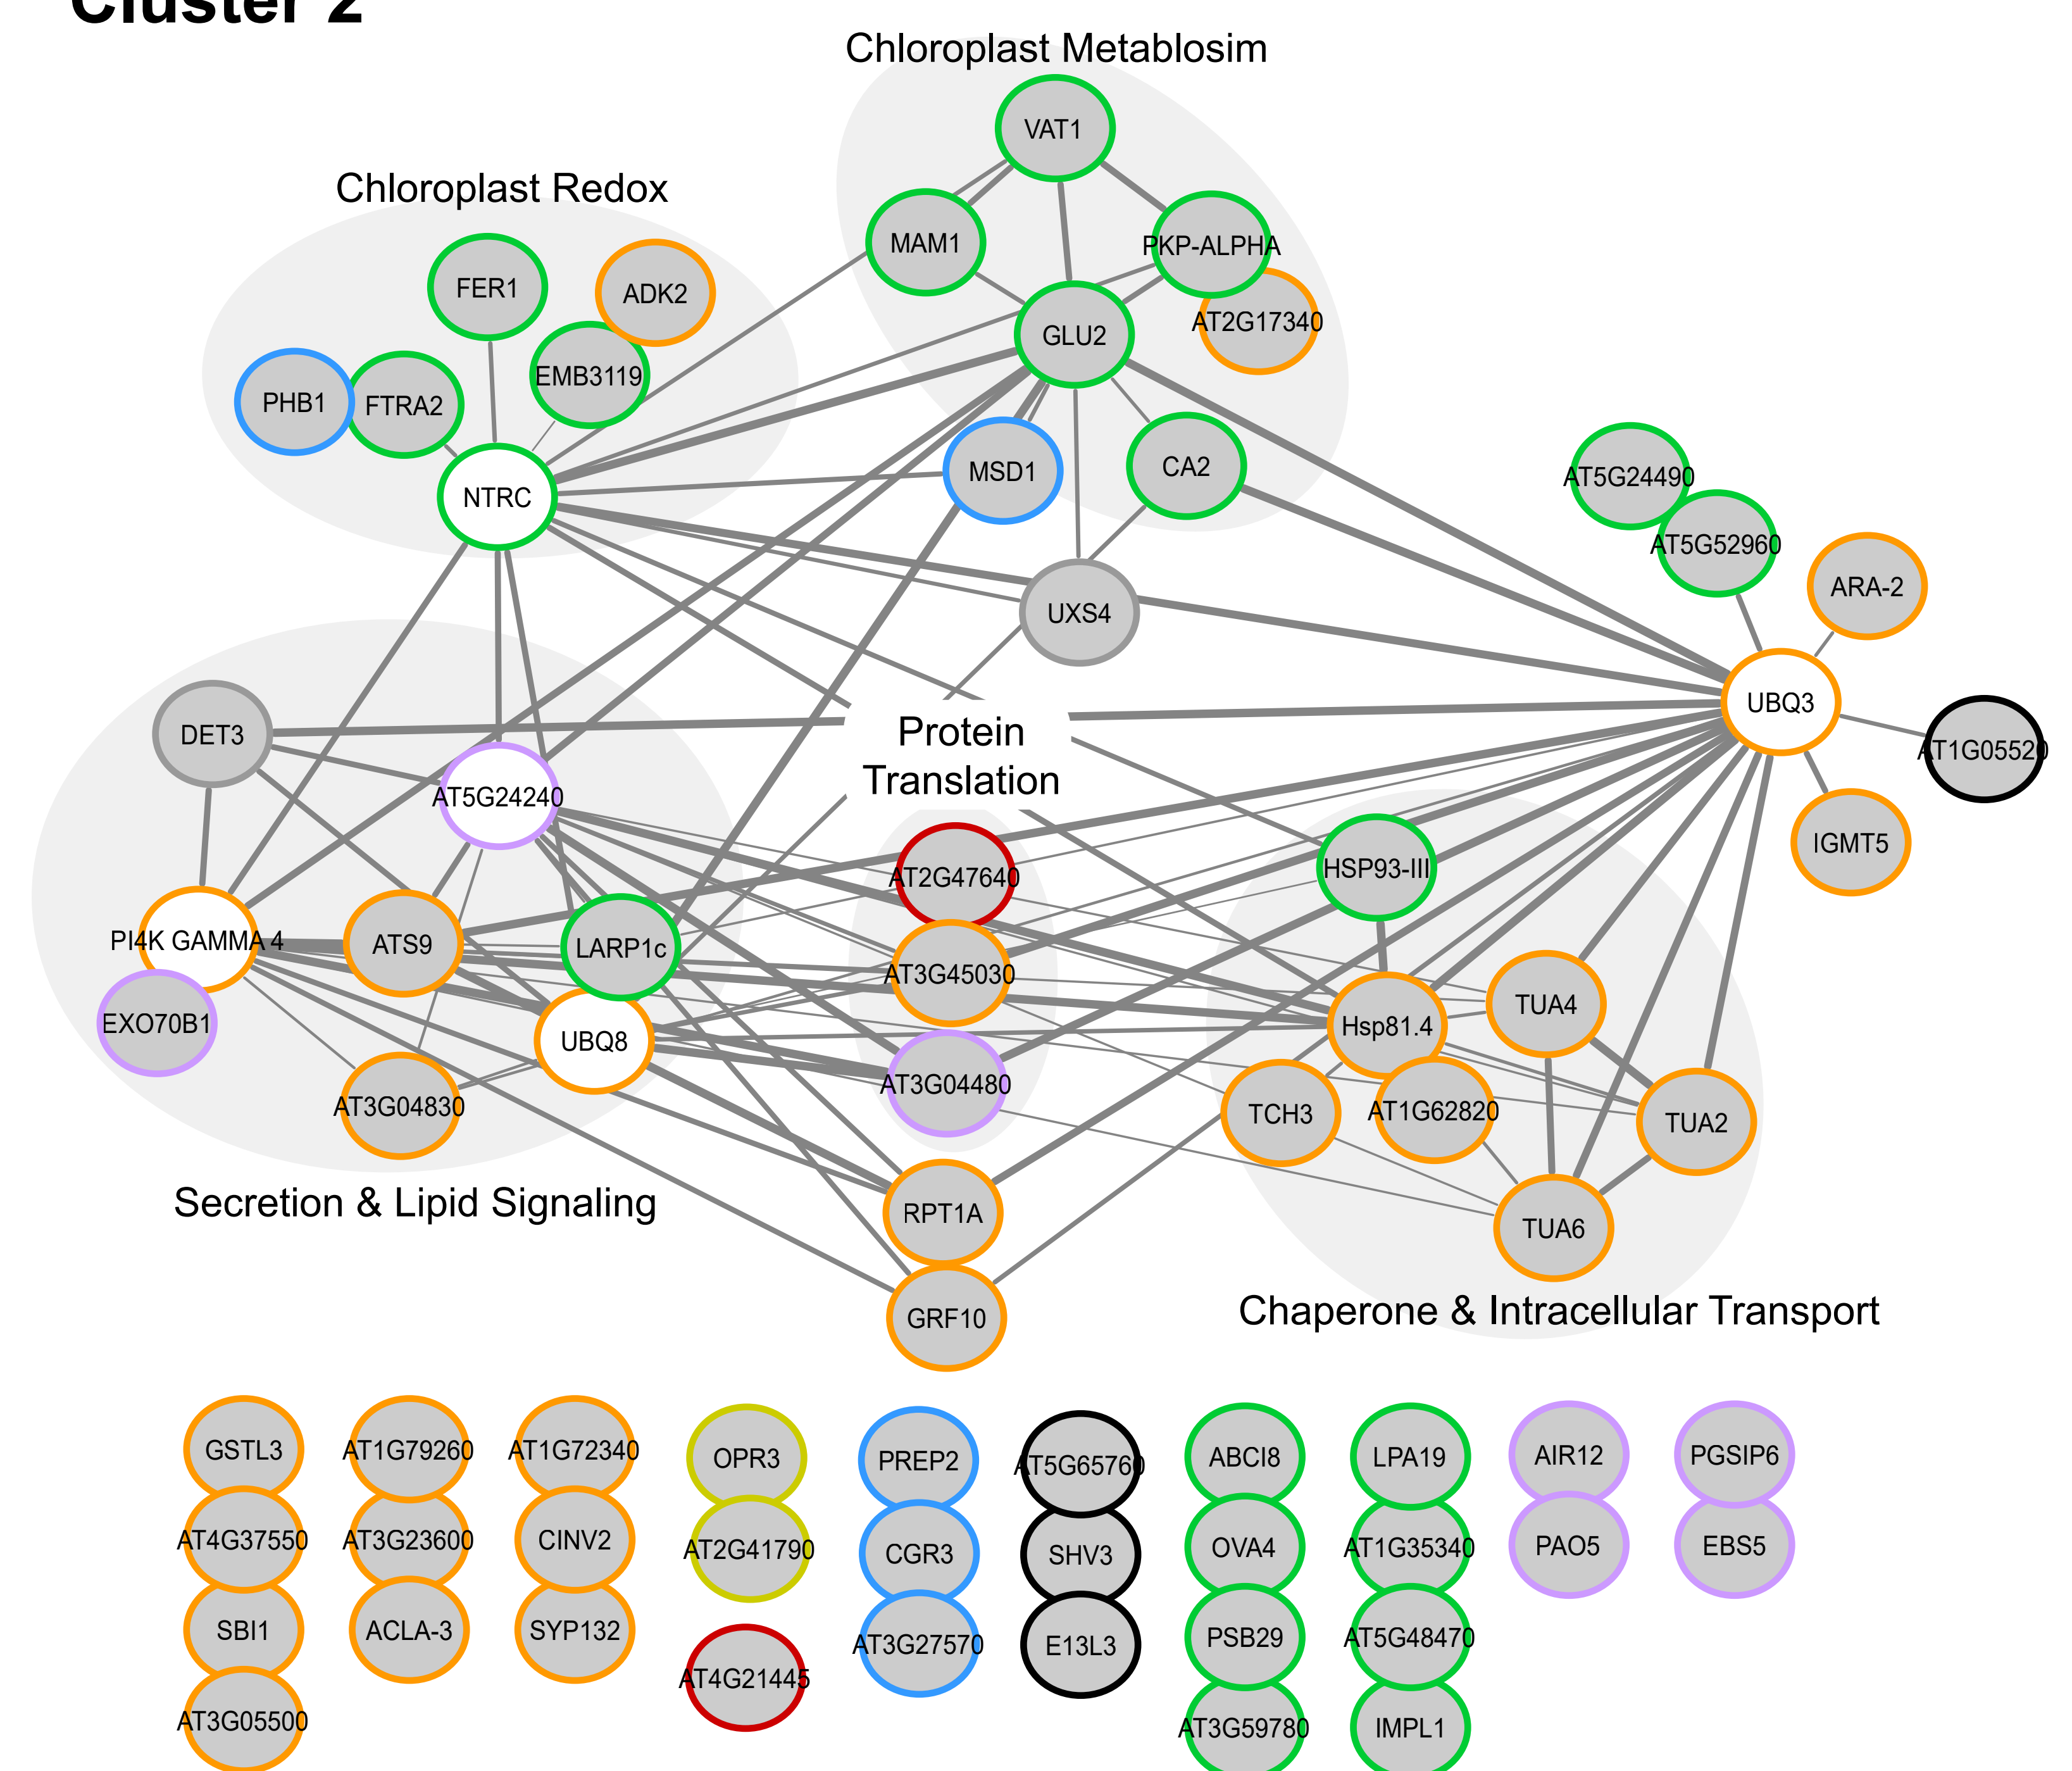 Cluster 2
Chloroplast Metablosim
VAT1
Chloroplast Redox
MAM1
PKP-ALPHA
FER1
ADK2
AT2G17340
GLU2
EMB3119
PHB1
FTRA2
MSD1
CA2
AT5G24490
NTRC
AT5G52960
ARA-2
UXS4
UBQ3
DET3
Protein
Translation
AT1G05520
AT5G24240
IGMT5
AT2G47640
HSP93-III
PI4K GAMMA 4
ATS9
LARP1c
AT3G45030
TUA4
EXO70B1
UBQ8
Hsp81.4
AT3G04830
AT3G04480
TCH3
AT1G62820
TUA2
Secretion & Lipid Signaling
RPT1A
TUA6
GRF10
Chaperone & Intracellular Transport
GSTL3
AT1G79260
AT1G72340
OPR3
PREP2
AT5G65760
ABCI8
LPA19
AIR12
PGSIP6
AT4G37550
AT3G23600
CINV2
AT2G41790
CGR3
SHV3
OVA4
AT1G35340
PAO5
EBS5
SBI1
ACLA-3
SYP132
AT4G21445
AT3G27570
E13L3
PSB29
AT5G48470
AT3G05500
AT3G59780
IMPL1